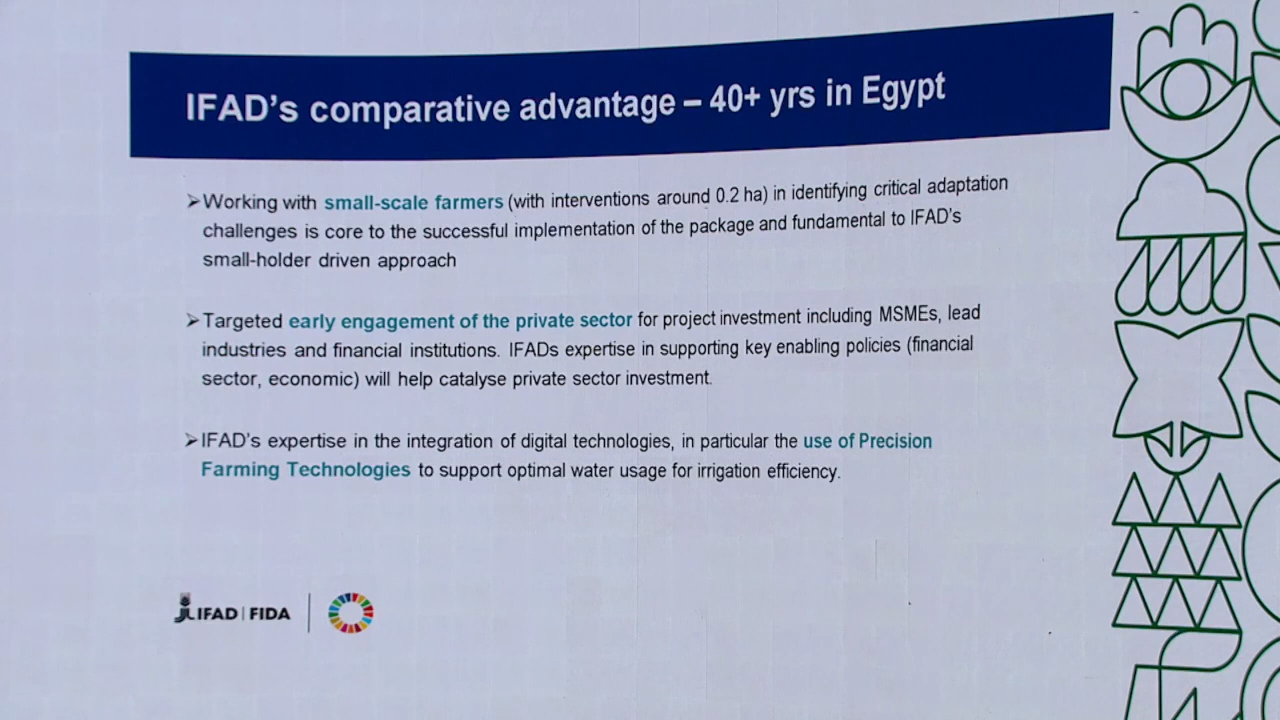 IFAD's comparative advantage – 40+ yrs in Egypt
➢Working with small-scale farmers (with interventions around 0.2 ha) in identifying critical adaptation
challenges is core to the successful implementation of the package and fundamental to IFAD's
small-holder driven approach
➢Targeted early engagement of the private sector for project investment including MSMEs, lead
industries and financial institutions. IFADs expertise in supporting key enabling policies (financial
sector, economic) will help catalyse private sector investment.
➢IFAD's expertise in the integration of digital technologies, in particular the use of Precision
Farming Technologies to support optimal water usage for irrigation efficiency.
IFAD | FIDA